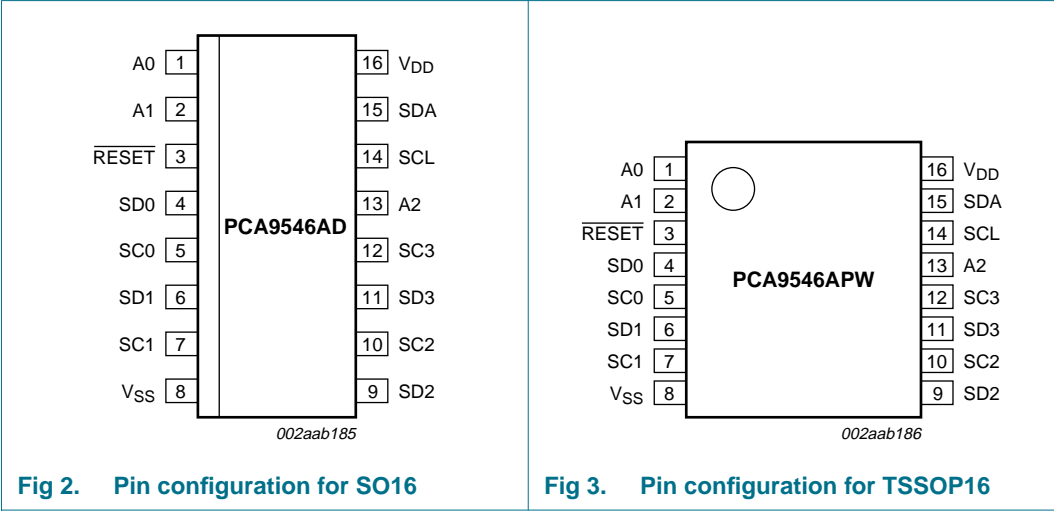 A0 1 16 VDD
A1 2 15 SDA
RESET 3 14 SCL
SD0 4 13 A2
PCA9546AD
SC0 5 12 SC3
SD1 6 11 SD3
SC1 7 10 SC2
VSS 8 9 SD2
002aab185
Fig 2. Pin configuration for SO16
A0 1 16 VDD
A1 2 15 SDA
RESET 3 14 SCL
SD0 4 13 A2
PCA9546APW
SC0 5 12 SC3
SD1 6 11 SD3
SC1 7 10 SC2
VSS 8 9 SD2
002aab186
Fig 3. Pin configuration for TSSOP16